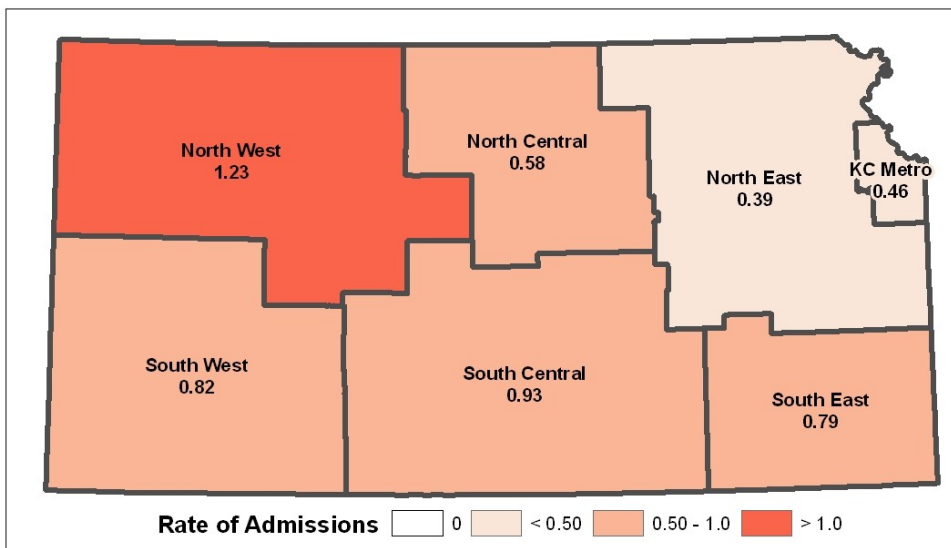 North West
1.23
North Central
0.58
North East
0.39
KC Metro
0.46
South West
0.82
South Central
0.93
South East
0.79
Rate of Admissions 0 < 0.50 0.50 - 1.0 > 1.0